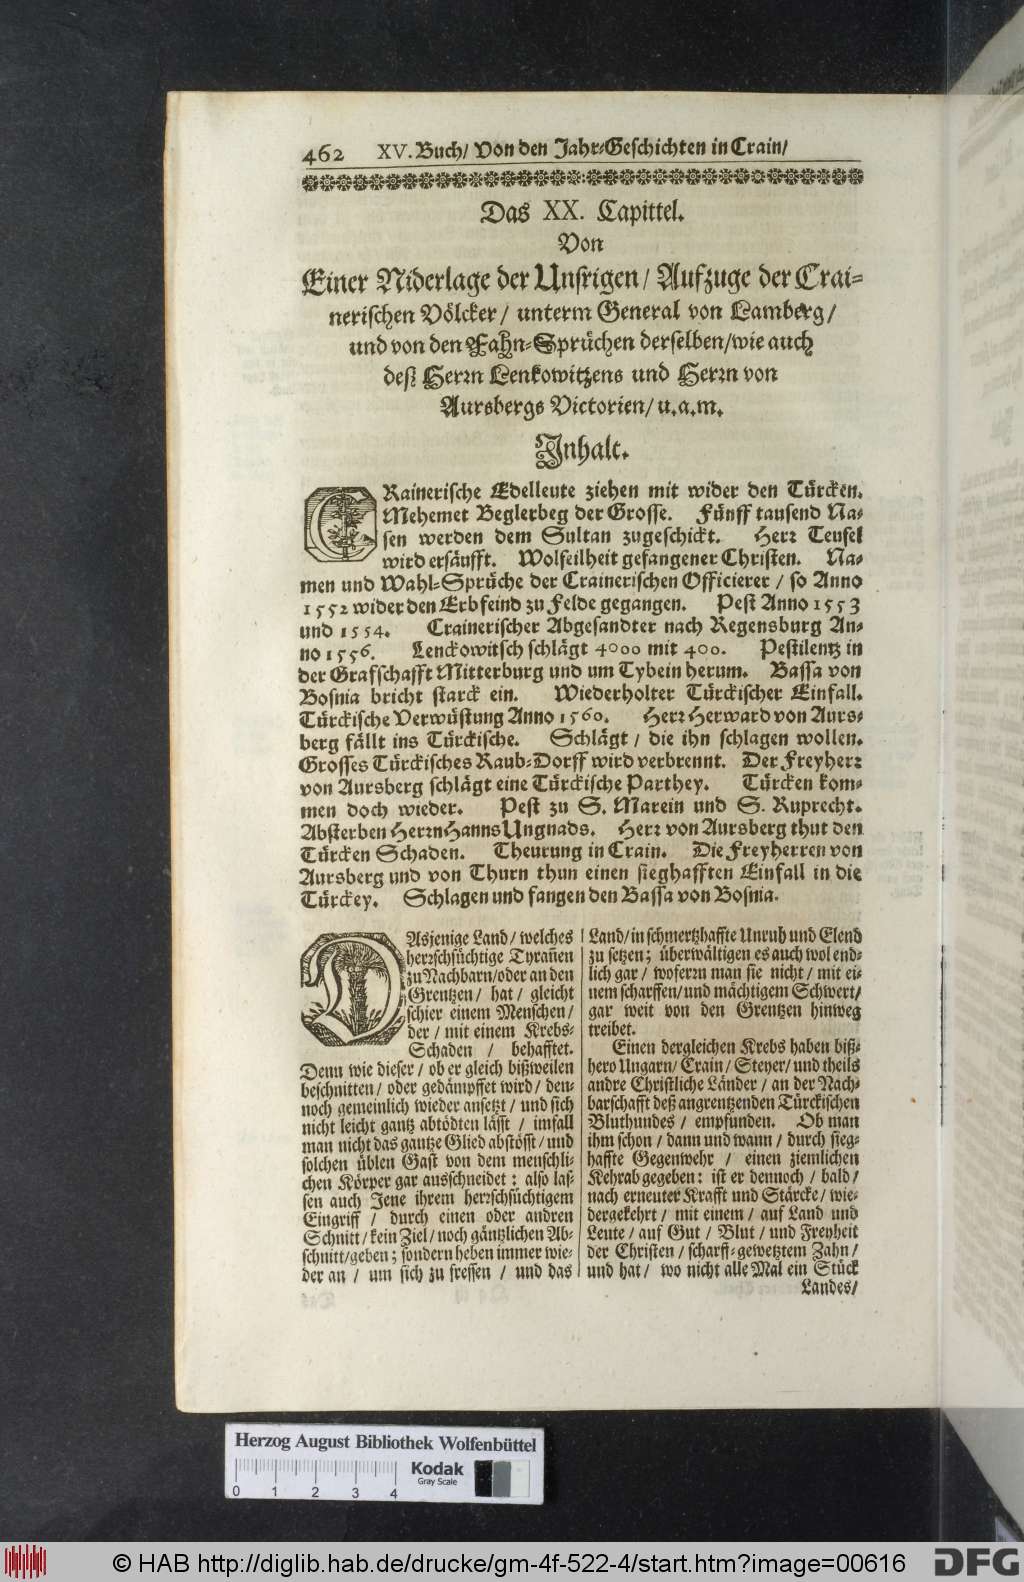 462 XV. Buch/ Von den Jahr-Geschichten in Crain/
Das XX. Capittel.
Von
Einer Niderlage der Unsrigen/ Aufzuge der Crai-
nerischen Völcker/ unterm General von Lamberg/
und von den Fahn-Sprüchen derselben/wie auch
deß Herrn Lenkowitzens und Herrn von
Aursbergs Victorien/ u.a.m.
Inhalt.
CRainerische Edelleute ziehen mit wider den Türcken.
Mehemet Beglerbeg der Grosse. Fünff tausend Na-
sen werden dem Sultan zugeschickt. Herr Teufel
wird ersäufft. Wolfeilheit gefangener Christen. Na-
men und Wahl-Sprüche der Crainerischen Officierer/ so Anno
1552 wider den Erbfeind zu Felde gegangen. Pest Anno 1553
und 1554. Crainerischer Abgesandter nach Regensburg An-
no 1556. Lenckowitsch schlägt 4000 mit 400. Pestilentz in
der Grafschafft Mitterburg und um Tybein herum. Bassa von
Bosnia bricht starck ein. Wiederholter Türckischer Einfall.
Türckische Verwüstung Anno 1560. Herr Herward von Aurs-
berg fällt ins Türckische. Schlägt/ die ihn schlagen wollen.
Grosses Türckisches Raub-Dorff wird verbrennt. Der Freyherr
von Aursberg schlägt eine Türckische Parthey. Türcken kom-
men doch wieder. Pest zu S. Marein und S. Ruprecht.
Absterben Herrn Hanns Ungnads. Herr von Aursberg thut den
Türcken Schaden. Theurung in Crain. Die Freyherren von
Aursberg und von Thurn thun einen sieghafften Einfall in die
Türckey. Schlagen und fangen den Bassa von Bosnia.
DAsjenige Land/ welches
herrschsüchtige Tyrañen
zu Nachbarn/oder an den
Grentzen/ hat/ gleicht
schier einem Menschen/
der/ mit einem Krebs-
Schaden/ behafftet.
Denn wie dieser/ ob er gleich bißweilen
beschnitten/ oder gedämpffet wird/ den-
noch gemeinlich wieder ansetzt/ und sich
nicht leicht gantz abtödten lässt/ imfall
man nicht das gantze Glied abstösst/ und
solchen üblen Gast von dem menschli-
chen Körper gar ausschneidet: also las-
sen auch Jene ihrem herrschsüchtigem
Eingriff/ durch einen oder andren
Schnitt/ kein Ziel/ noch gäntzlichen Ab-
schnitt/geben; sondern heben immer wie-
der an/ um sich zu fressen/ und das
Land/ in schmertzhaffte Unruh und Elend
zu setzen; überwältigen es auch wol end-
lich gar/ woferrn man sie nicht/ mit ei-
nem scharffen/ und mächtigem Schwert/
gar weit von den Grentzen hinweg
treibet.
Einen dergleichen Krebs haben biß-
hero Ungarn/ Crain/ Steyer/ und theils
andre Christliche Länder/ an der Nach-
barschafft deß angrentzenden Türckischen
Bluthundes/ empfunden. Ob man
ihm schon/ dann und wann/ durch sieg-
haffte Gegenwehr/ einen ziemlichen
Kehrab gegeben: ist er dennoch/ bald/
nach erneuter Krafft und Stärcke/ wie-
dergekehrt/ mit einem/ auf Land und
Leute/ auf Gut/ Blut/ und Freyheit
der Christen/ scharff-gewetztem Zahn/
und hat/ wo nicht alle Mal ein Stück
Landes/
Herzog August Bibliothek Wolfenbüttel
Kodak
Gray Scale
0 1 2 3 4
© HAB http://diglib.hab.de/drucke/gm-4f-522-4/start.htm?image=00616
DFG